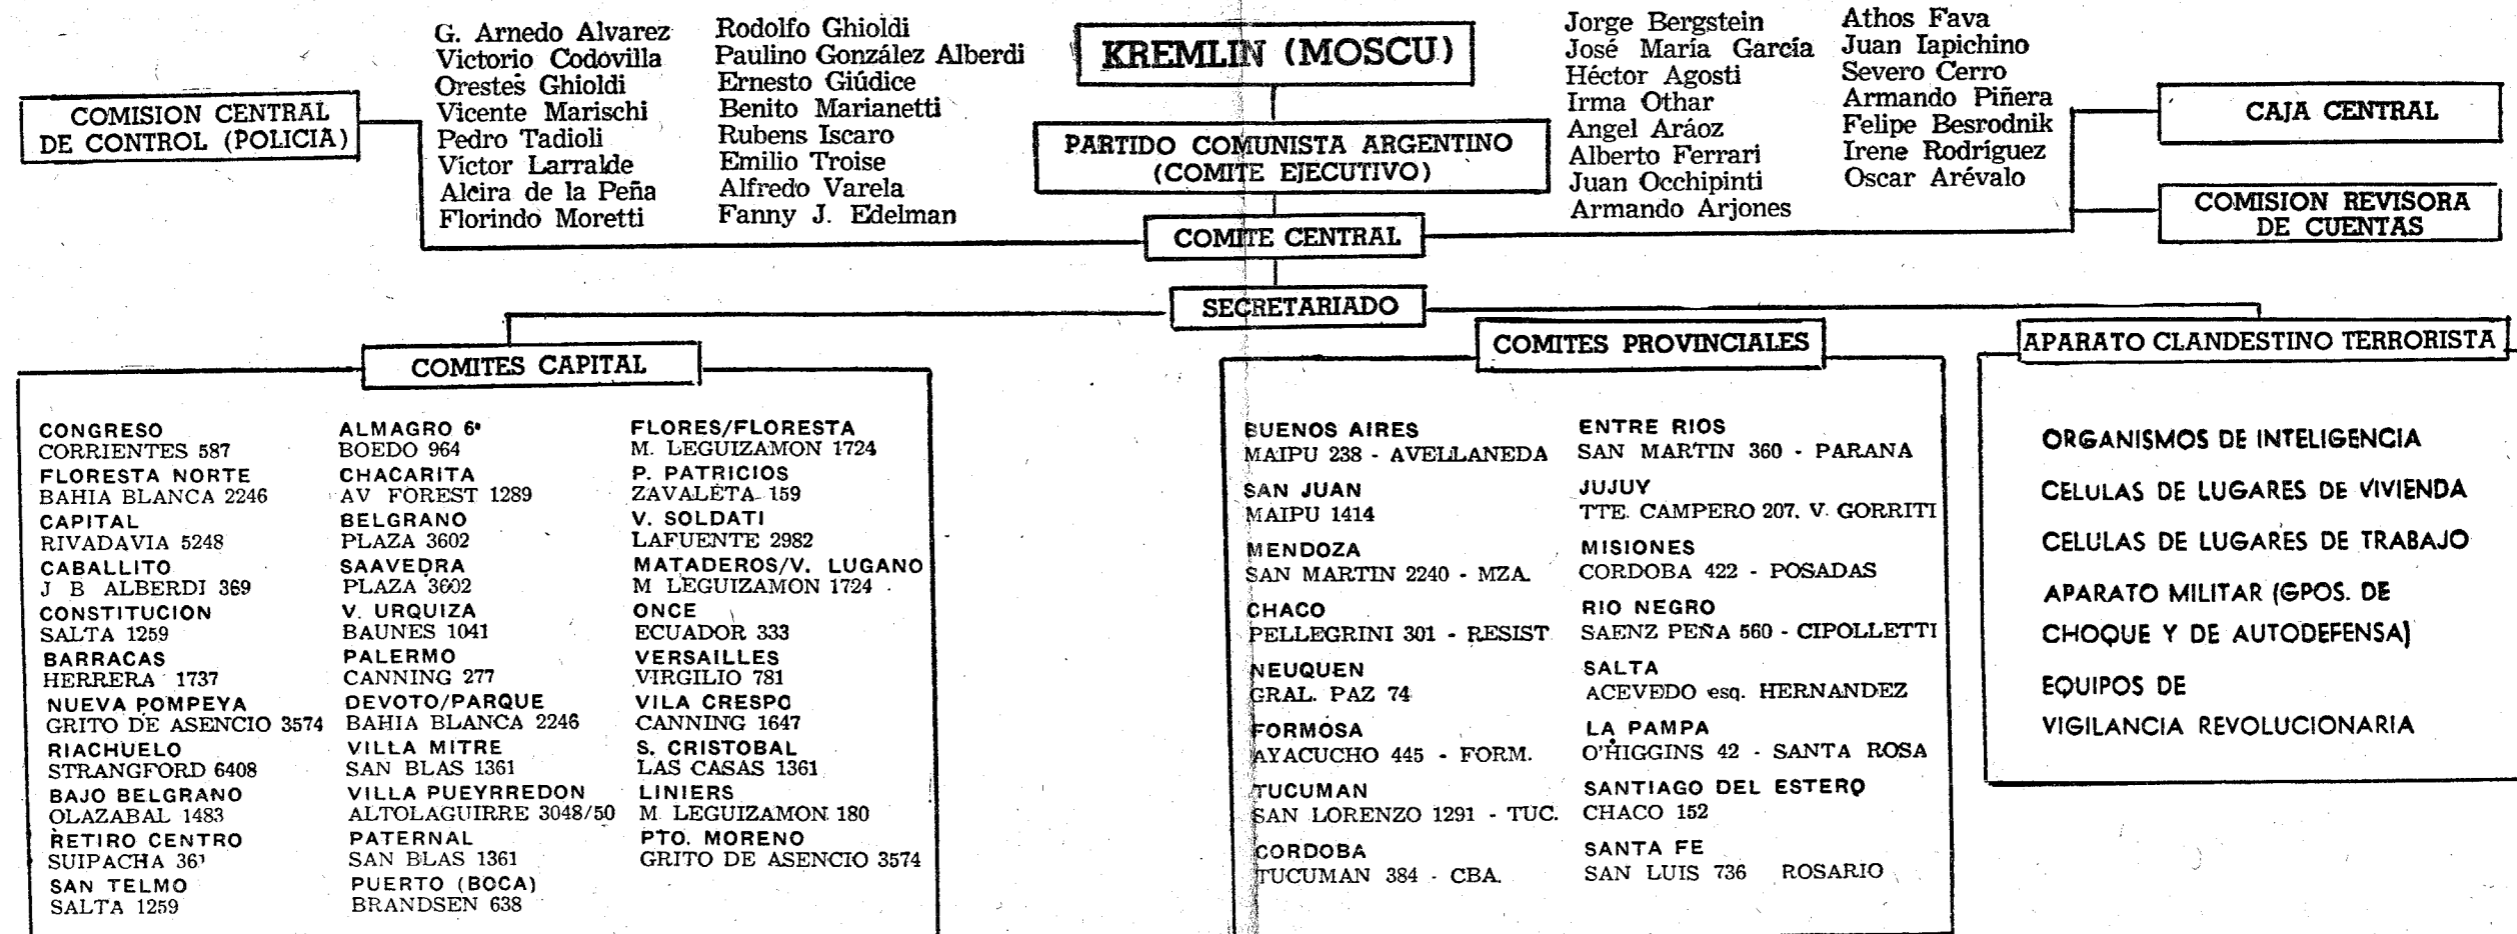 G. Arnedo Alvarez
Victorio Codovilla
Orestes Ghioldi
Vicente Marischi
Pedro Tadioli
Victor Larralde
Alcira de la Peña
Florindo Moretti
Rodolfo Ghioldi
Paulino González Alberdi
Ernesto Giúdice
Benito Marianetti
Rubens Iscaro
Emilio Troise
Alfredo Varela
Fanny J. Edelman
KREMLIN (MOSCU)
Jorge Bergstein
José María García
Héctor Agosti
Irma Othar
Angel Aráoz
Alberto Ferrari
Juan Occhipinti
Armando Arjones
Athos Fava
Juan Iapichino
Severo Cerro
Armando Piñera
Felipe Besrodnik
Irene Rodríguez
Oscar Arévalo
COMISION CENTRAL
DE CONTROL (POLICIA)
PARTIDO COMUNISTA ARGENTINO
(COMITE EJECUTIVO)
CAJA CENTRAL
COMISION REVISORA
DE CUENTAS
COMITE CENTRAL
SECRETARIADO
COMITES CAPITAL
CONGRESO
CORRIENTES 587
FLORESTA NORTE
BAHIA BLANCA 2246
CAPITAL
RIVADAVIA 5248
CABALLITO
J B ALBERDI 369
CONSTITUCION
SALTA 1259
BARRACAS
HERRERA 1737
NUEVA POMPEYA
GRITO DE ASENCIO 3574
RIACHUELO
STRANGFORD 6408
BAJO BELGRANO
OLAZABAL 1483
RETIRO CENTRO
SUIPACHA
SAN TELMO
SALTA 1259
ALMAGRO 6ª
BOEDO 964
CHACARITA
AV FOREST 1289
BELGRANO
PLAZA 3602
SAAVEDRA
PLAZA 3602
V. URQUIZA
BAUNES 1041
PALERMO
CANNING 277
DEVOTO/PARQUE
BAHIA BLANCA 2246
VILLA MITRE
SAN BLAS 1361
VILLA PUEYRREDON
ALTOLAGUIRRE 3048/50
PATERNAL
SAN BLAS 1361
PUERTO (BOCA)
BRANDSEN 638
FLORES/FLORESTA
M. LEGUIZAMON 1724
P. PATRICIOS
ZAVALETA 159
V. SOLDATI
LAFUENTE 2982
MATADEROS/V. LUGANO
M LEGUIZAMON 1724
ONCE
ECUADOR 333
VERSAILLES
VIRGILIO 781
VILA CRESPO
CANNING 1647
S. CRISTOBAL
LAS CASAS 1361
LINIERS
M LEGUIZAMON 180
PTO. MORENO
GRITO DE ASENCIO 3574
COMITES PROVINCIALES
BUENOS AIRES
MAIPU 238 - AVELLANEDA
SAN JUAN
MAIPU 1414
MENDOZA
SAN MARTIN 2240 - MZA.
CHACO
PELLEGRINI 301 - RESIST
NEUQUEN
GRAL. PAZ 74
FORMOSA
AYACUCHO 445 - FORM.
TUCUMAN
SAN LORENZO 1291 - TUC.
CORDOBA
TUCUMAN 384 - CBA.
ENTRE RIOS
SAN MARTIN 360 - PARANA
JUJUY
TTE. CAMPERO 207. V. GORRITI
MISIONES
CORDOBA 422 - POSADAS
RIO NEGRO
SAENZ PEÑA 560 - CIPOLLETTI
SALTA
ACEVEDO esq. HERNANDEZ
LA PAMPA
O'HIGGINS 42 - SANTA ROSA
SANTIAGO DEL ESTERO
CHACO 152
SANTA FE
SAN LUIS 736 ROSARIO
APARATO CLANDESTINO TERRORISTA
ORGANISMOS DE INTELIGENCIA
CELULAS DE LUGARES DE VIVIENDA
CELULAS DE LUGARES DE TRABAJO
APARATO MILITAR (GPOS. DE
CHOQUE Y DE AUTODEFENSA)
EQUIPOS DE
VIGILANCIA REVOLUCIONARIA